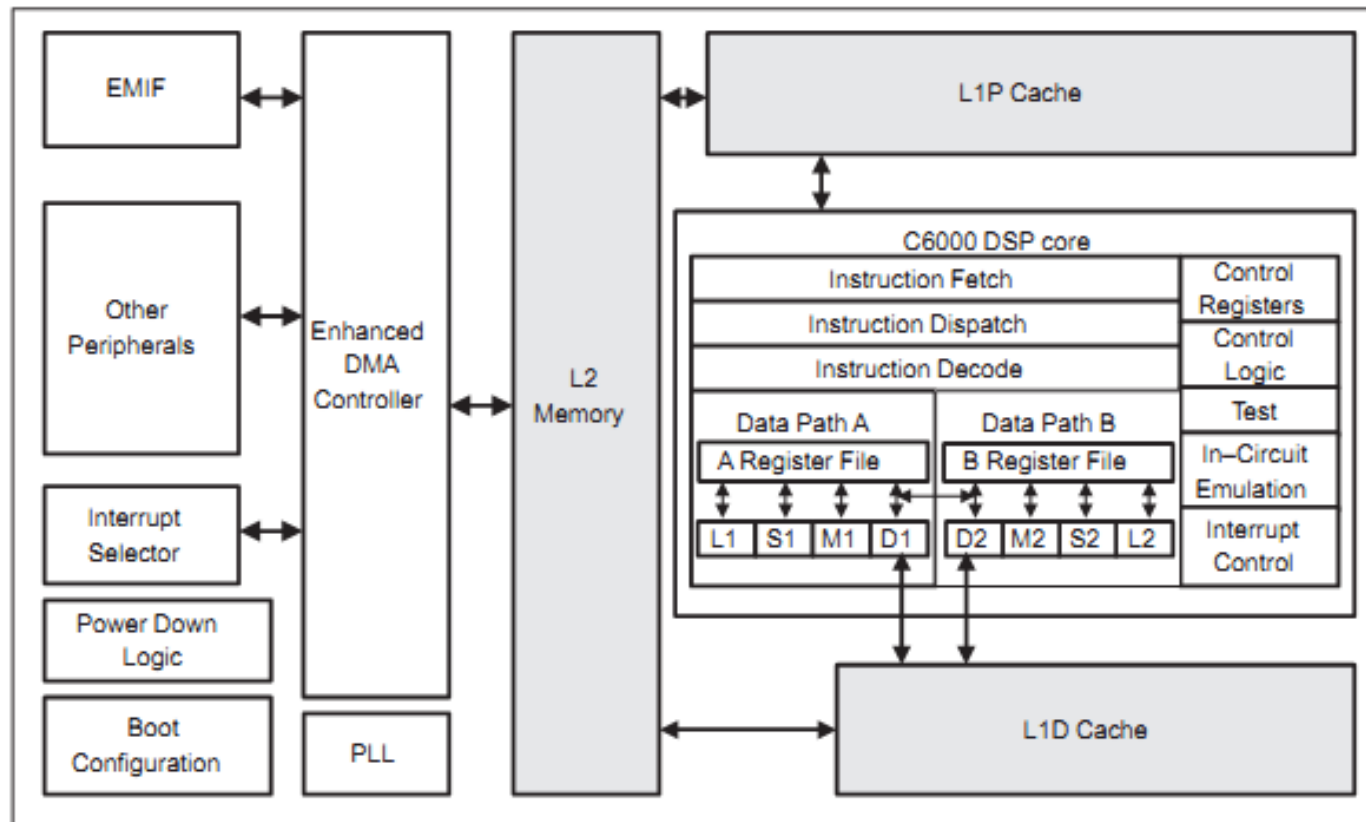 EMIF
Other
Peripherals
Interrupt
Selector
Power Down
Logic
Boot
Configuration
Enhanced
DMA
Controller
PLL
L2
Memory
L1P Cache
C6000 DSP core
Instruction Fetch
Instruction Dispatch
Instruction Decode
Control
Registers
Control
Logic
Test
In–Circuit
Emulation
Interrupt
Control
Data Path A
A Register File
L1 S1 M1 D1
Data Path B
B Register File
D2 M2 S2 L2
L1D Cache